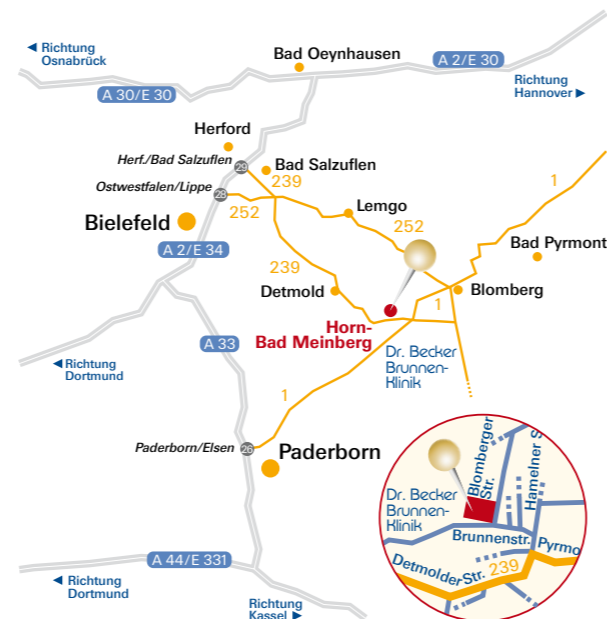 ◄ Richtung
Osnabrück
Bad Oeynhausen
A 2/E 30
A 30/E 30
Richtung
Hannover ►
Herford
Herf./Bad Salzuflen
29
Bad Salzuflen
239
1
Ostwestfalen/Lippe
28
252
Lemgo
252
Bielefeld
Bad Pyrmont
A 2/E 34
239
Detmold
Blomberg
1
Horn-
Bad Meinberg
A 33
Dr. Becker
Brunnen-
Klinik
◄ Richtung
Dortmund
1
Paderborn/Elsen
26
Paderborn
Blomberger
Str.
Hamelner S
Dr. Becker
Brunnen-
Klinik
Brunnenstr.
Pyrmo
Detmolder Str.
239
A 44/E 331
◄ Richtung
Dortmund
Richtung
Kassel ►